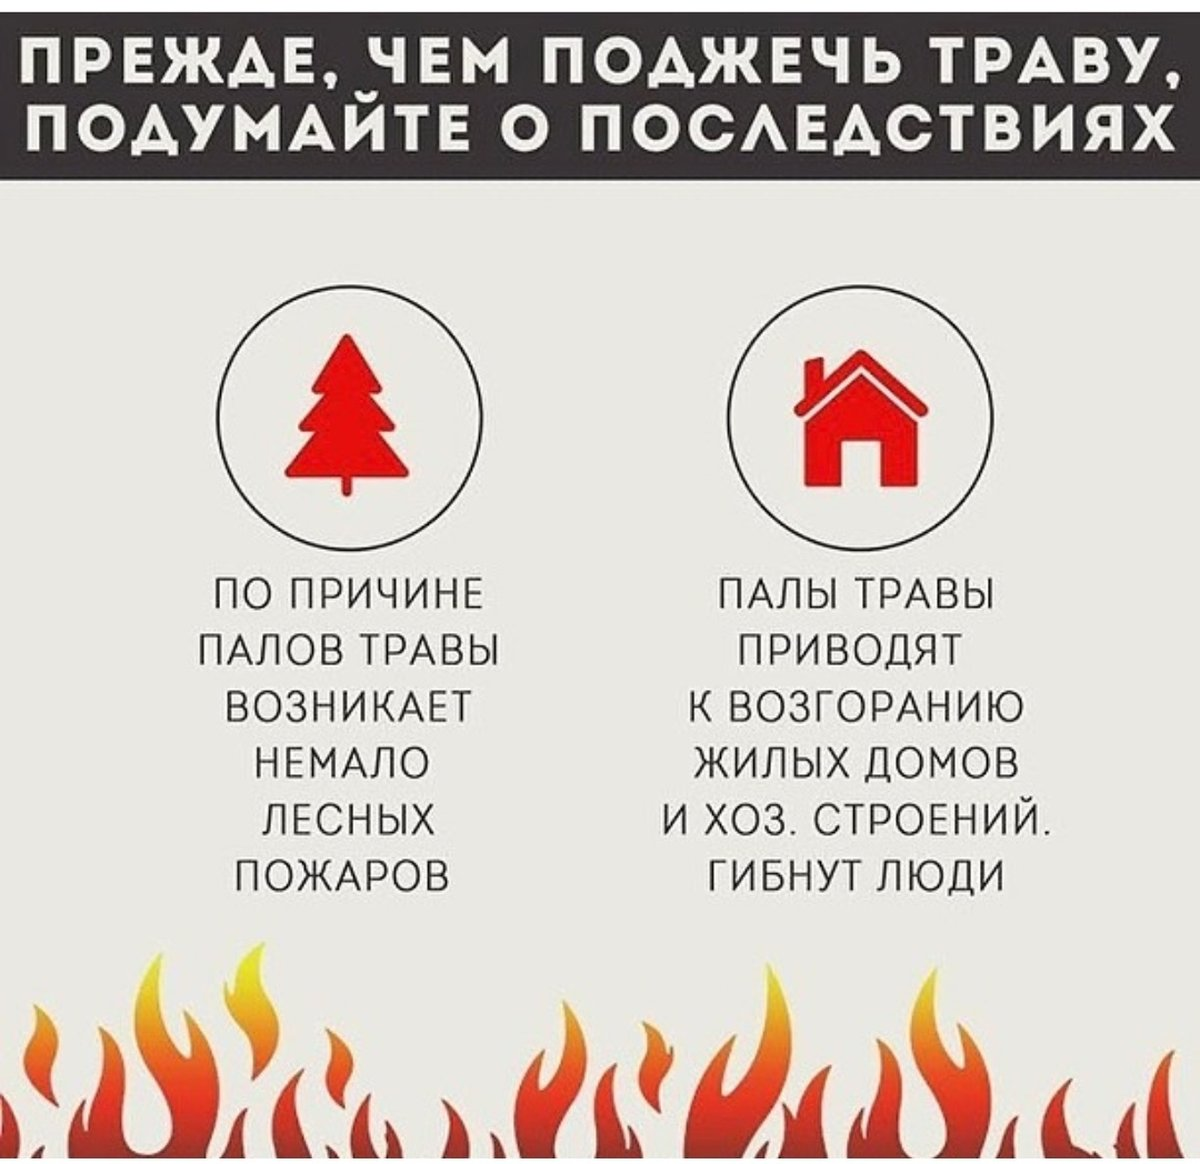 ПРЕЖДЕ, ЧЕМ ПОДЖЕЧЬ ТРАВУ,
ПОДУМАЙТЕ О ПОСЛЕДСТВИЯХ
ПО ПРИЧИНЕ
ПАЛОВ ТРАВЫ
ВОЗНИКАЕТ
НЕМАЛО
ЛЕСНЫХ
ПОЖАРОВ
ПАЛЫ ТРАВЫ
ПРИВОДЯТ
К ВОЗГОРАНИЮ
ЖИЛЫХ ДОМОВ
И ХОЗ. СТРОЕНИЙ.
ГИБНУТ ЛЮДИ